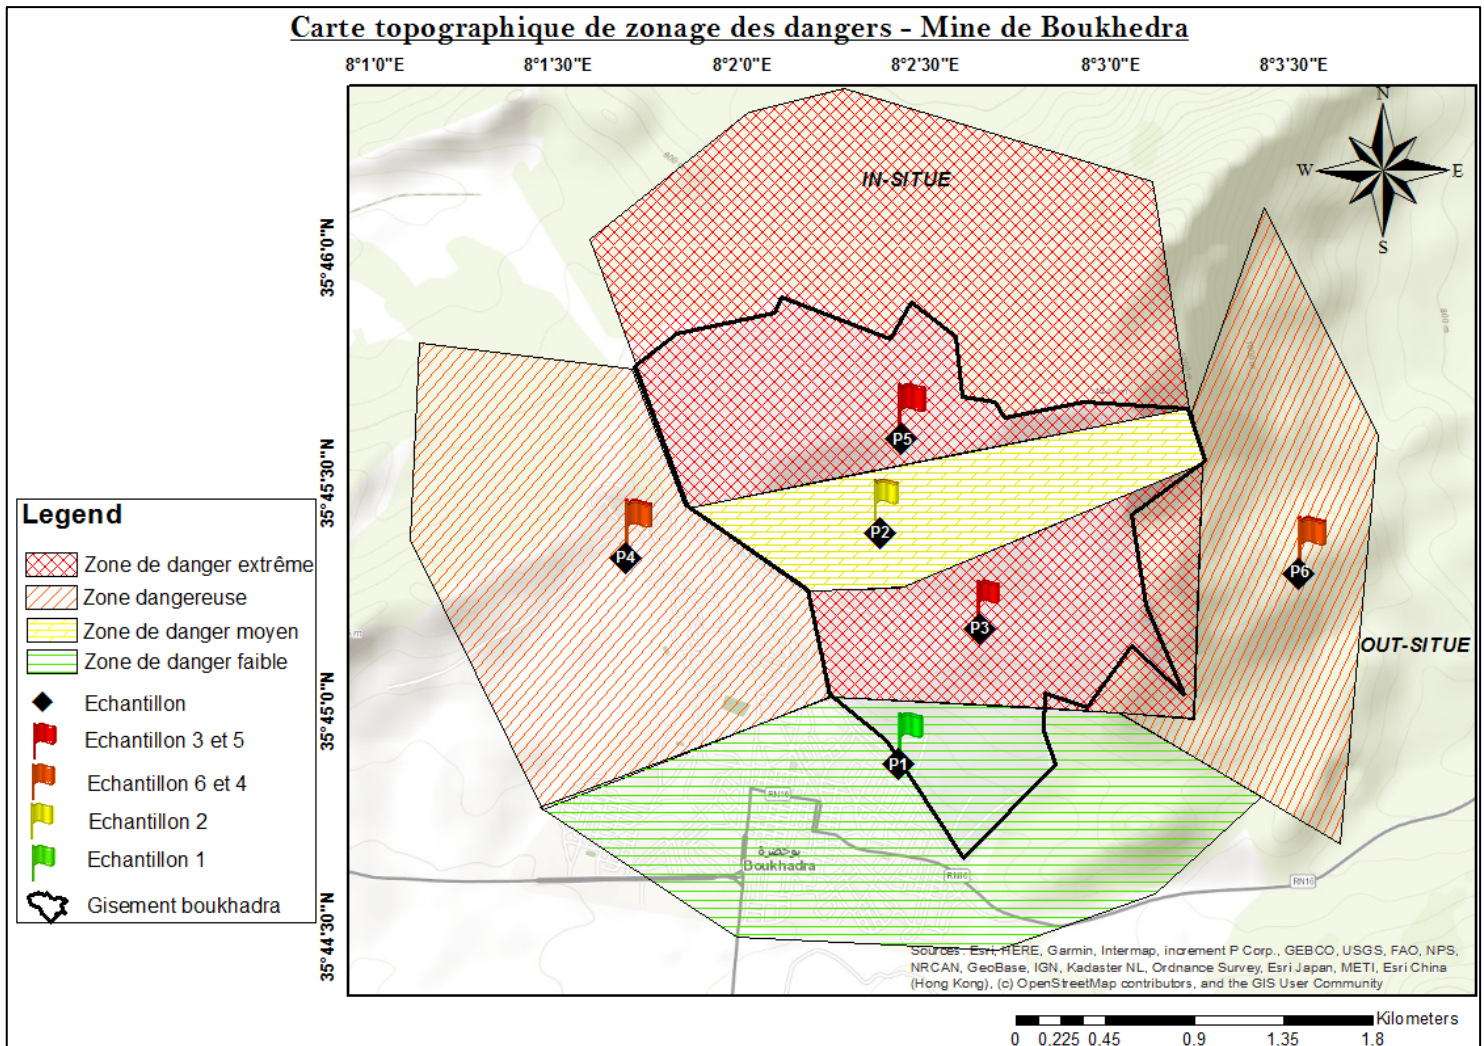 Carte topographique de zonage des dangers - Mine de Boukhedra
8°1'0"E 8°1'30"E 8°2'0"E 8°2'30"E 8°3'0"E 8°3'30"E
35°46'0"N
35°45'30"N
35°45'0"N
35°44'30"N
N
W E
S
IN-SITUE
OUT-SITUE
P5
P2
P4
P6
P3
P1
RN16
بوخضرة
Boukhadra
RN16
RN16
800 m
Legend
Zone de danger extrême
Zone dangereuse
Zone de danger moyen
Zone de danger faible
Echantillon
Echantillon 3 et 5
Echantillon 6 et 4
Echantillon 2
Echantillon 1
Gisement boukhadra
Sources: Esri, HERE, Garmin, Intermap, increment P Corp., GEBCO, USGS, FAO, NPS,
NRCAN, GeoBase, IGN, Kadaster NL, Ordnance Survey, Esri Japan, METI, Esri China
(Hong Kong), (c) OpenStreetMap contributors, and the GIS User Community
Kilometers
0 0.225 0.45 0.9 1.35 1.8